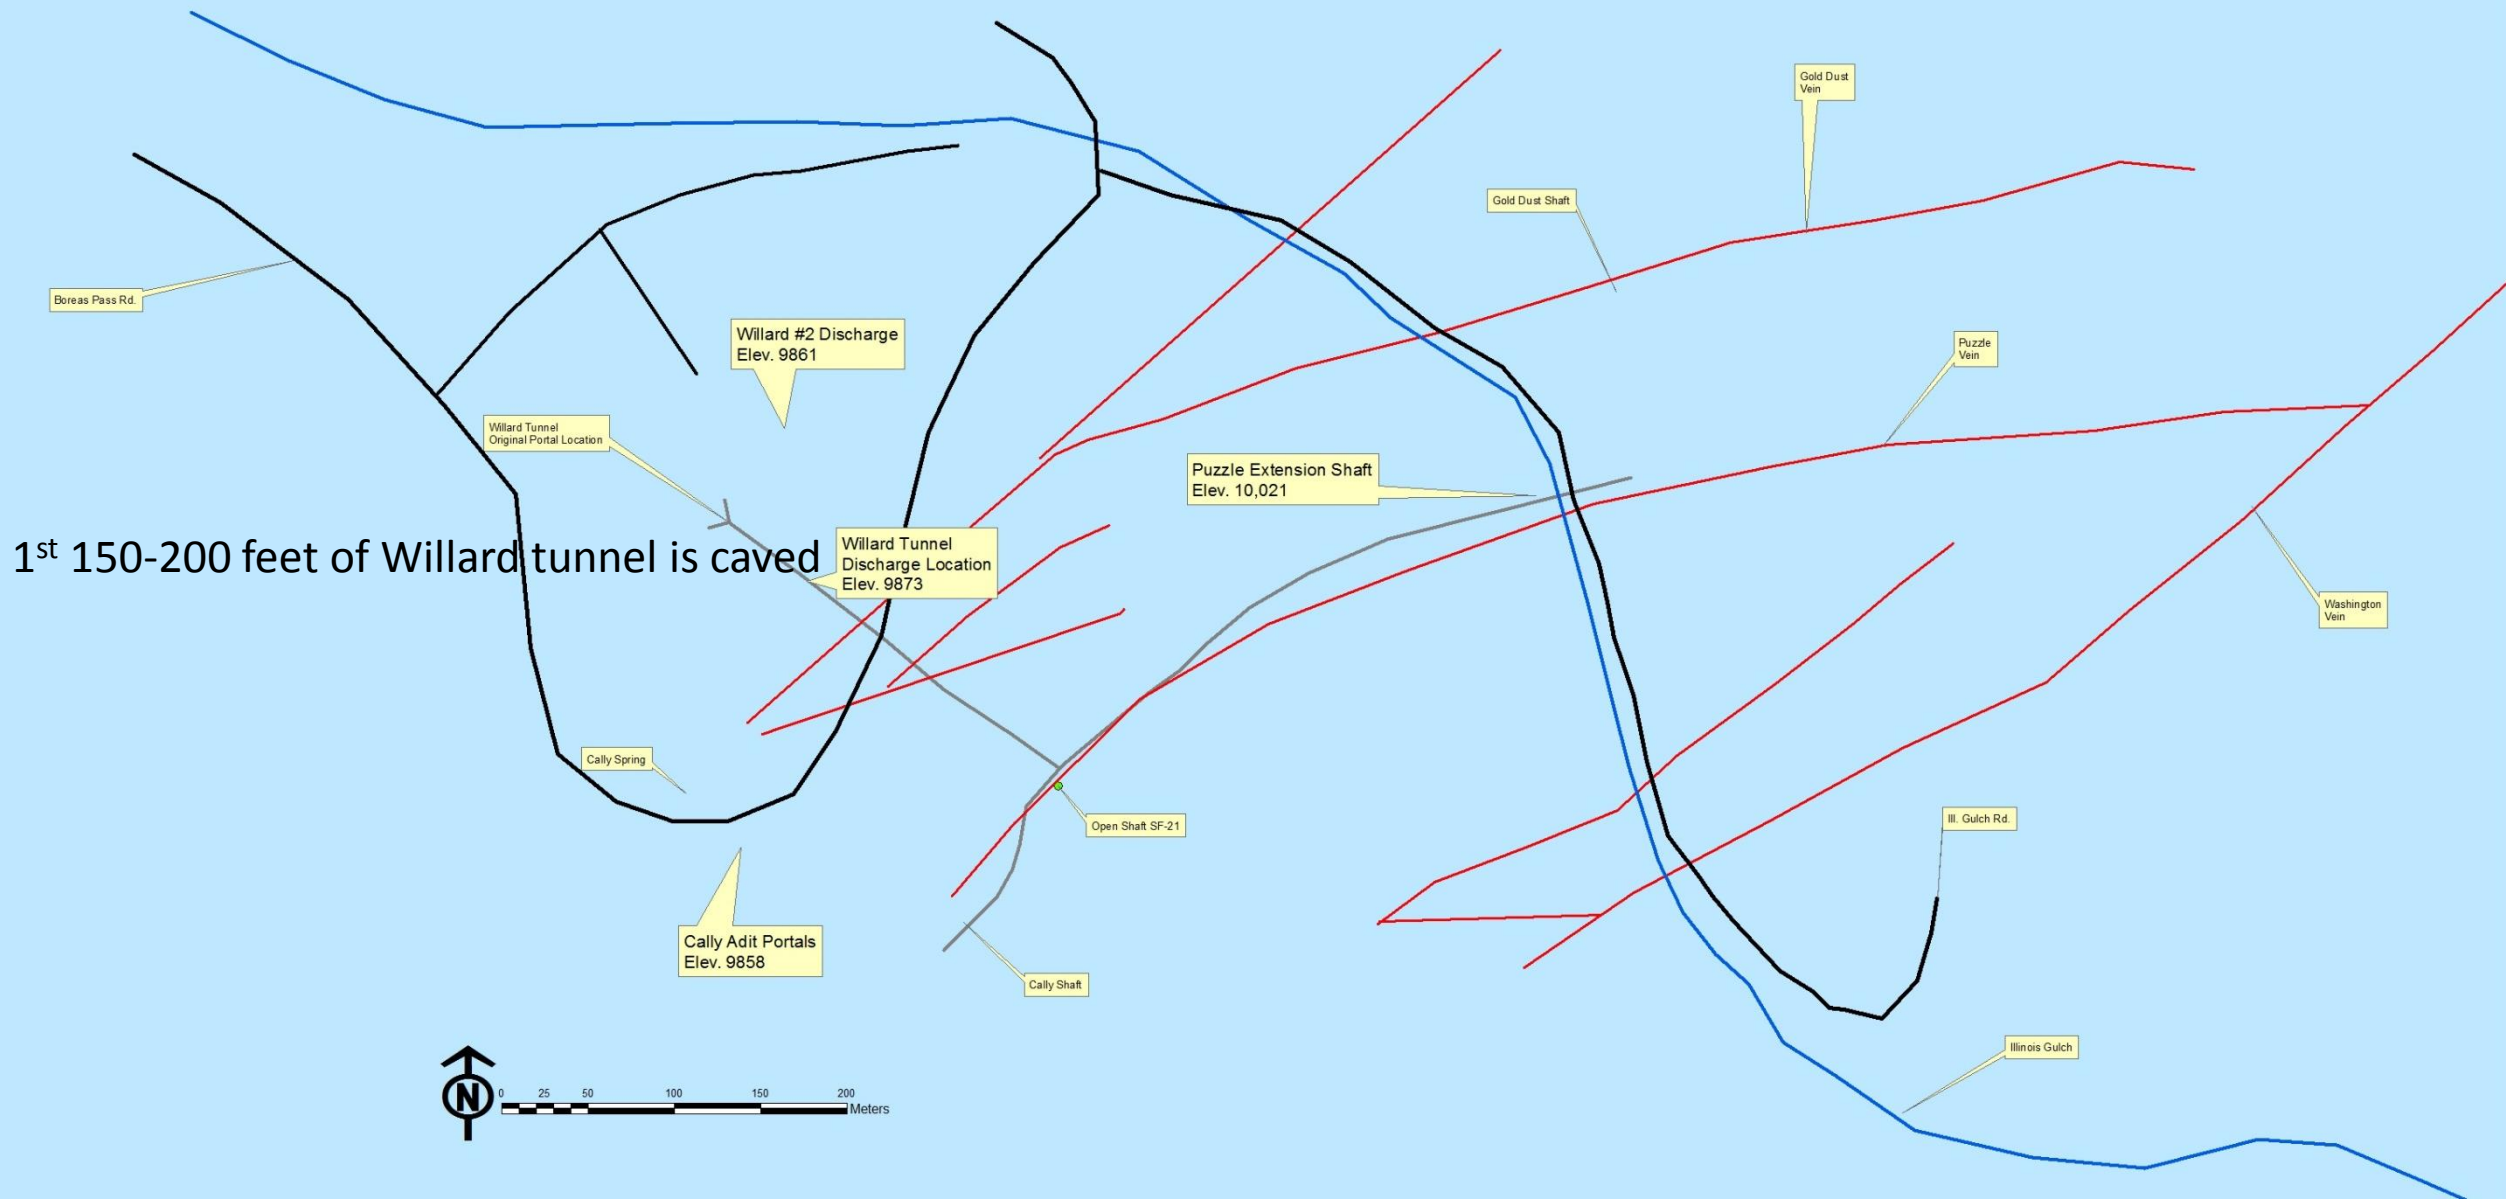 Gold Dust
Vein
Gold Dust Shaft
Boreas Pass Rd.
Willard #2 Discharge
Elev. 9861
Puzzle
Vein
Willard Tunnel
Original Portal Location
Puzzle Extension Shaft
Elev. 10,021
1st 150-200 feet of Willard tunnel is caved
Willard Tunnel
Discharge Location
Elev. 9873
Washington
Vein
Cally Spring
Open Shaft SF-21
Ill. Gulch Rd.
Cally Adit Portals
Elev. 9858
Cally Shaft
Illinois Gulch
N
0 25 50 100 150 200
Meters